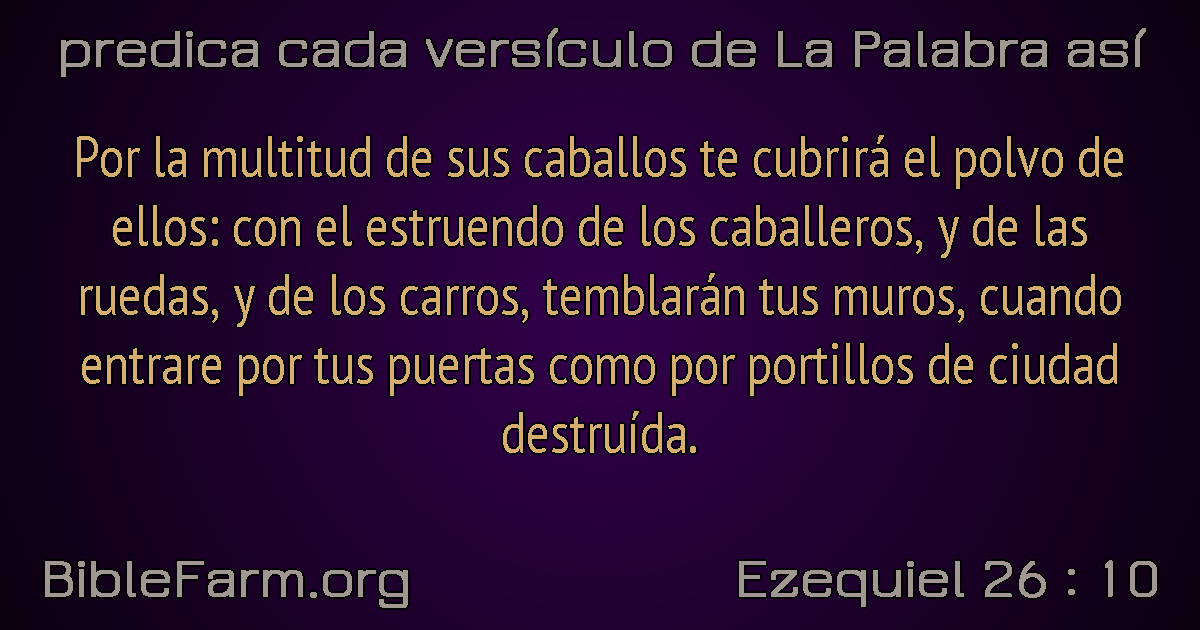 predica cada versículo de La Palabra así
Por la multitud de sus caballos te cubrirá el polvo de
ellos: con el estruendo de los caballeros, y de las
ruedas, y de los carros, temblarán tus muros, cuando
entrare por tus puertas como por portillos de ciudad
destruída.
BibleFarm.org
Ezequiel 26 : 10